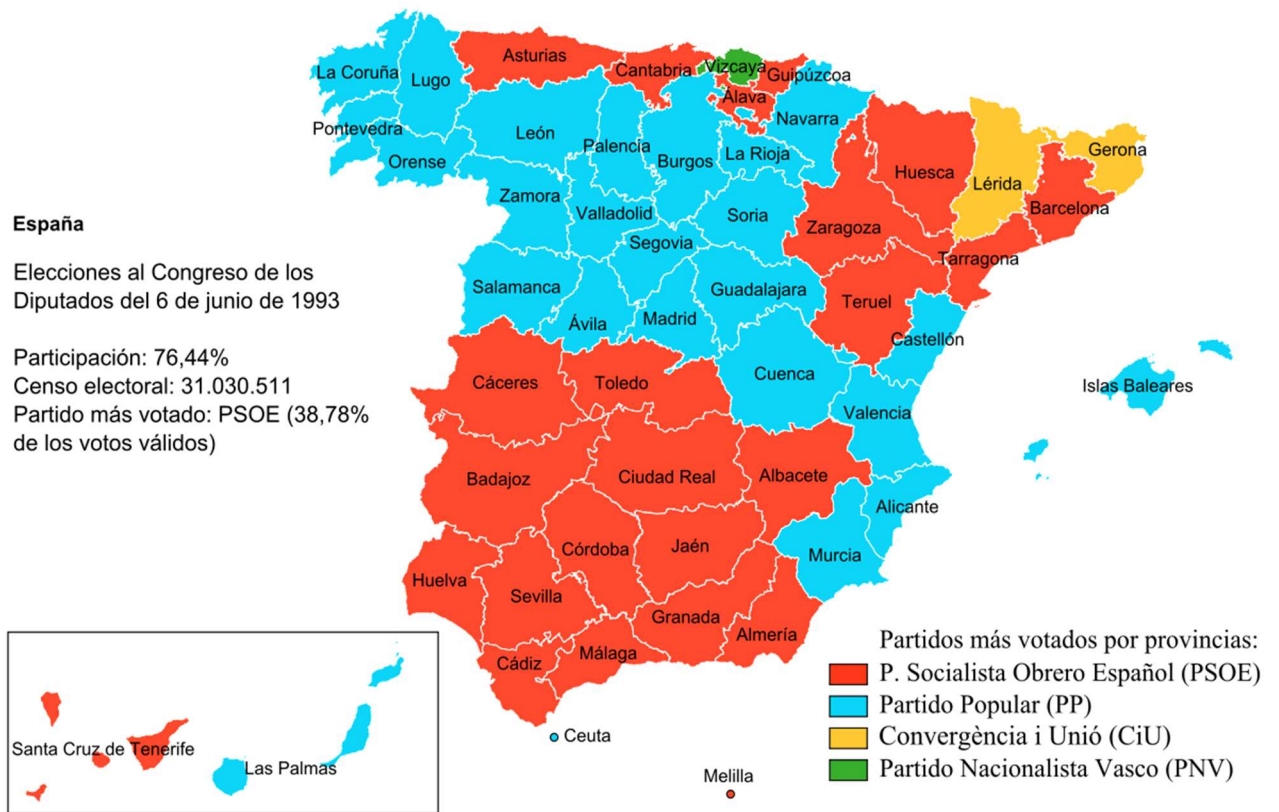 Asturias
Cantabria
Vizcaya
Guipúzcoa
La Coruña
Lugo
Álava
Navarra
Pontevedra
Orense
León
Palencia
Burgos
La Rioja
Huesca
Lérida
Gerona
Barcelona
Zamora
Valladolid
Soria
Zaragoza
Segovia
Tarragona
Salamanca
Ávila
Madrid
Guadalajara
Teruel
Castellón
Cáceres
Toledo
Cuenca
Valencia
Islas Baleares
Badajoz
Ciudad Real
Albacete
Alicante
Murcia
Huelva
Sevilla
Córdoba
Jaén
Granada
Almería
Cádiz
Málaga
Ceuta
Melilla
España
Elecciones al Congreso de los
Diputados del 6 de junio de 1993
Participación: 76,44%
Censo electoral: 31.030.511
Partido más votado: PSOE (38,78%
de los votos válidos)
Santa Cruz de Tenerife
Las Palmas
Partidos más votados por provincias:
P. Socialista Obrero Español (PSOE)
Partido Popular (PP)
Convergència i Unió (CiU)
Partido Nacionalista Vasco (PNV)